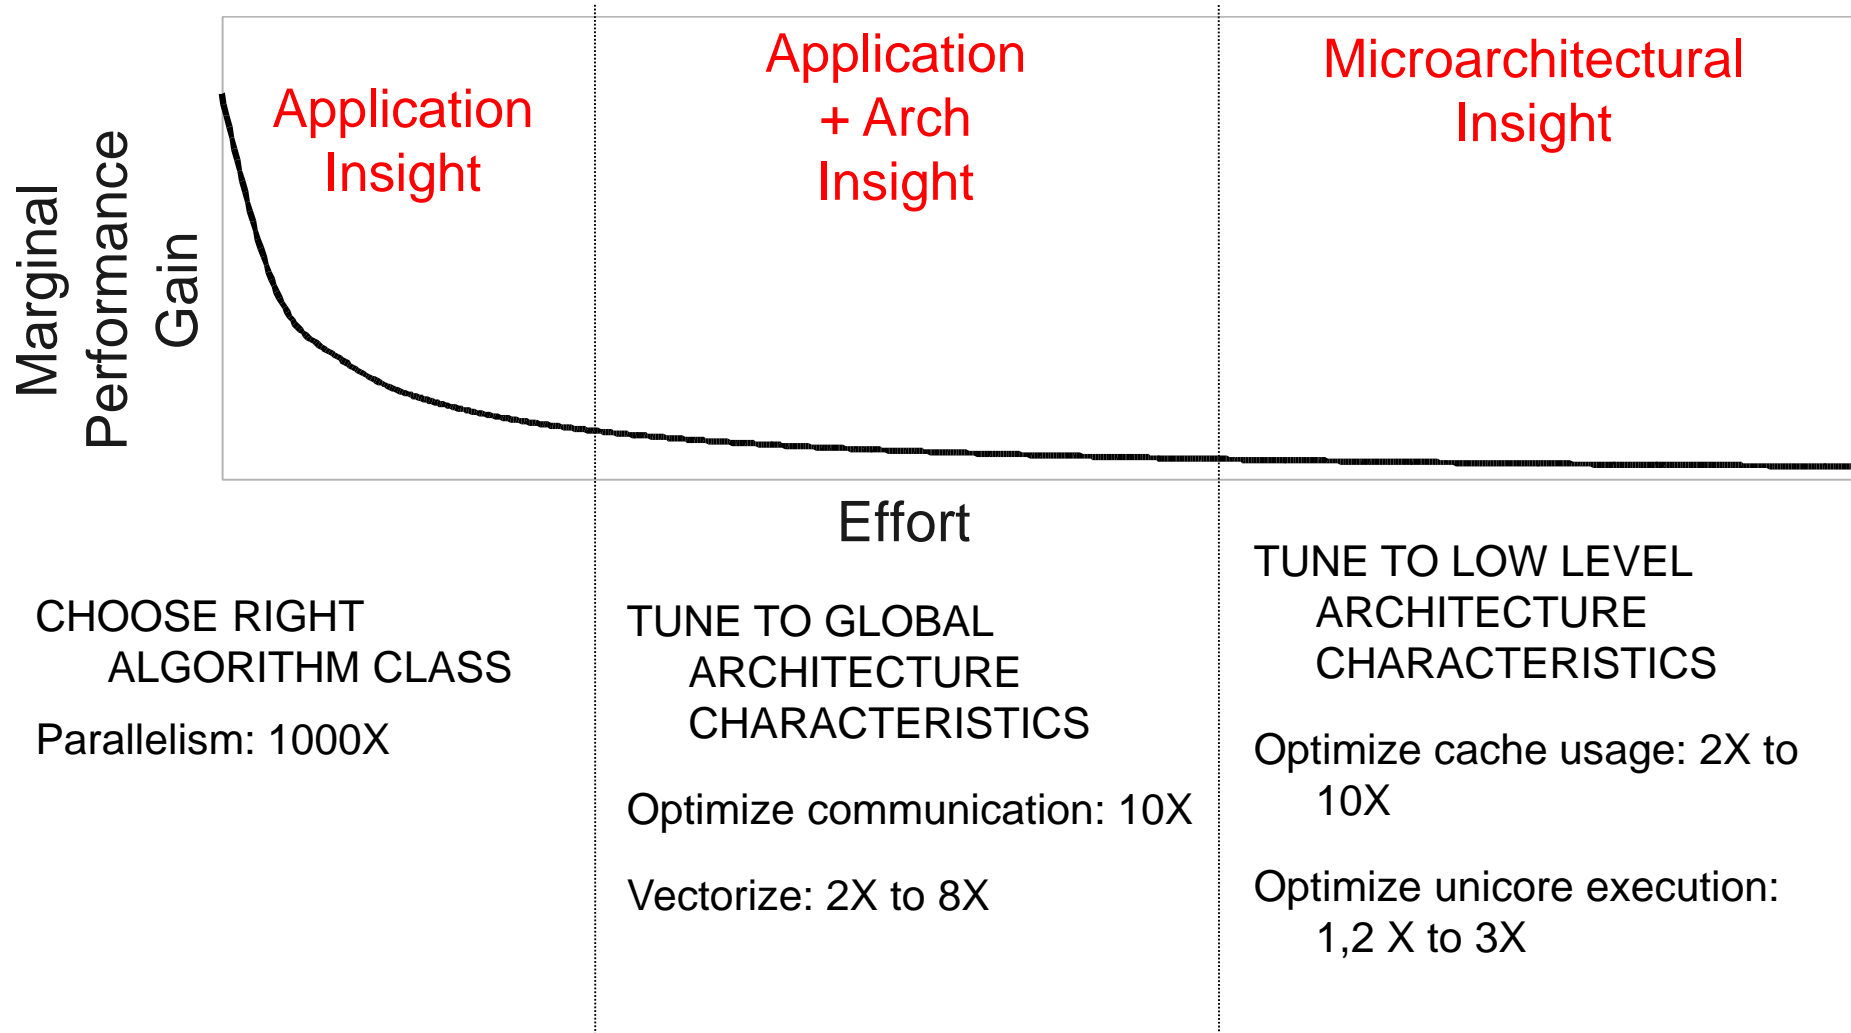 Application
Insight
Application
+ Arch
Insight
Microarchitectural
Insight
Marginal
Performance
Gain
Effort
CHOOSE RIGHT
ALGORITHM CLASS
Parallelism: 1000X
TUNE TO GLOBAL
ARCHITECTURE
CHARACTERISTICS
Optimize communication: 10X
Vectorize: 2X to 8X
TUNE TO LOW LEVEL
ARCHITECTURE
CHARACTERISTICS
Optimize cache usage: 2X to
10X
Optimize unicore execution:
1,2 X to 3X